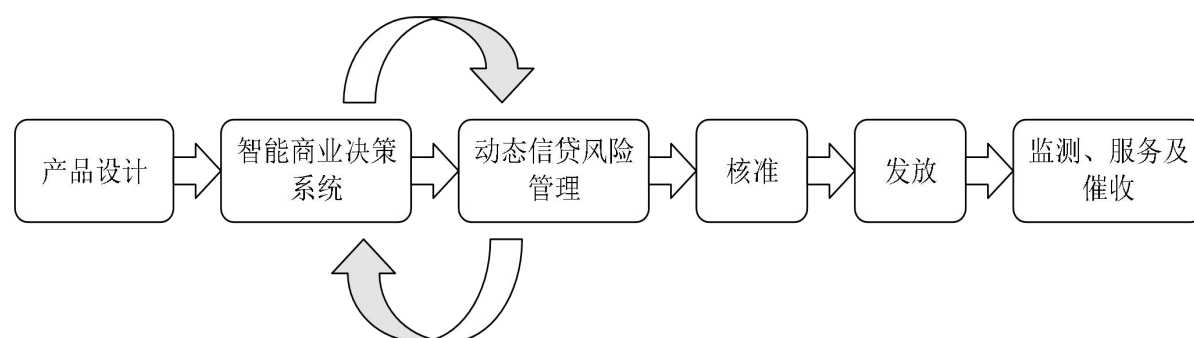 产品设计
智能商业决策
系统
动态信贷风险
管理
核准
发放
监测、服务及
催收